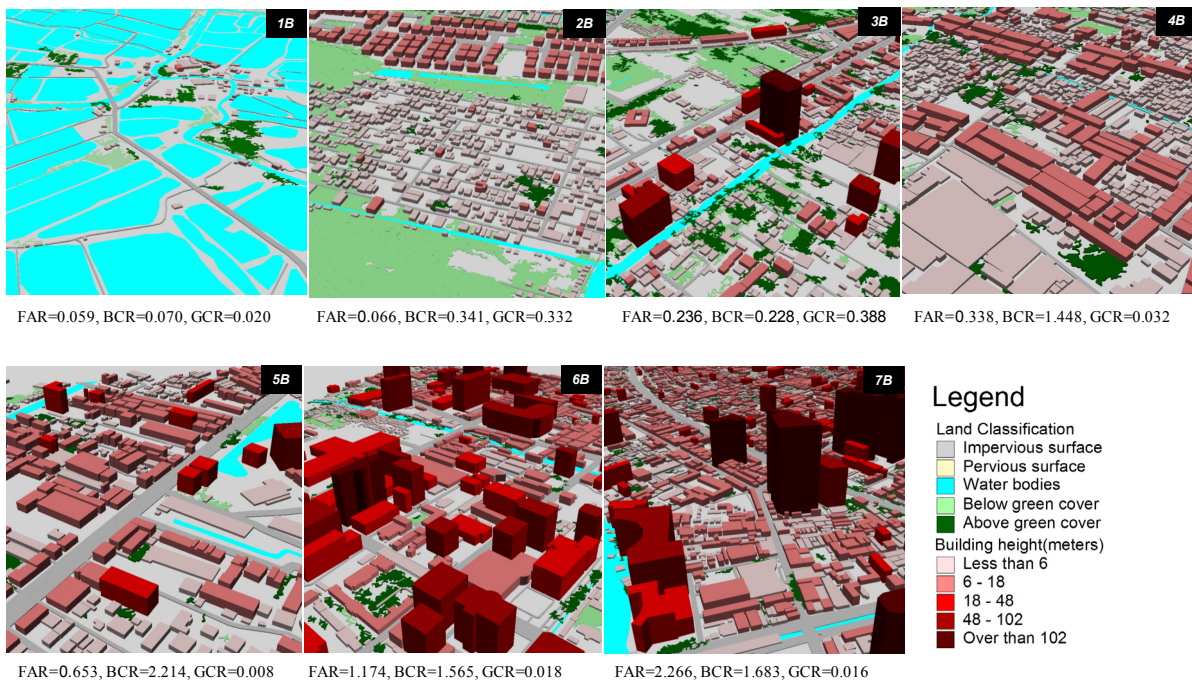 1B
2B
3B
4B
FAR=0.059, BCR=0.070, GCR=0.020
FAR=0.066, BCR=0.341, GCR=0.332
FAR=0.236, BCR=0.228, GCR=0.388
FAR=0.338, BCR=1.448, GCR=0.032
5B
6B
7B
FAR=0.653, BCR=2.214, GCR=0.008
FAR=1.174, BCR=1.565, GCR=0.018
FAR=2.266, BCR=1.683, GCR=0.016
Legend
Land Classification
Impervious surface
Pervious surface
Water bodies
Below green cover
Above green cover
Building height(meters)
Less than 6
6 - 18
18 - 48
48 - 102
Over than 102